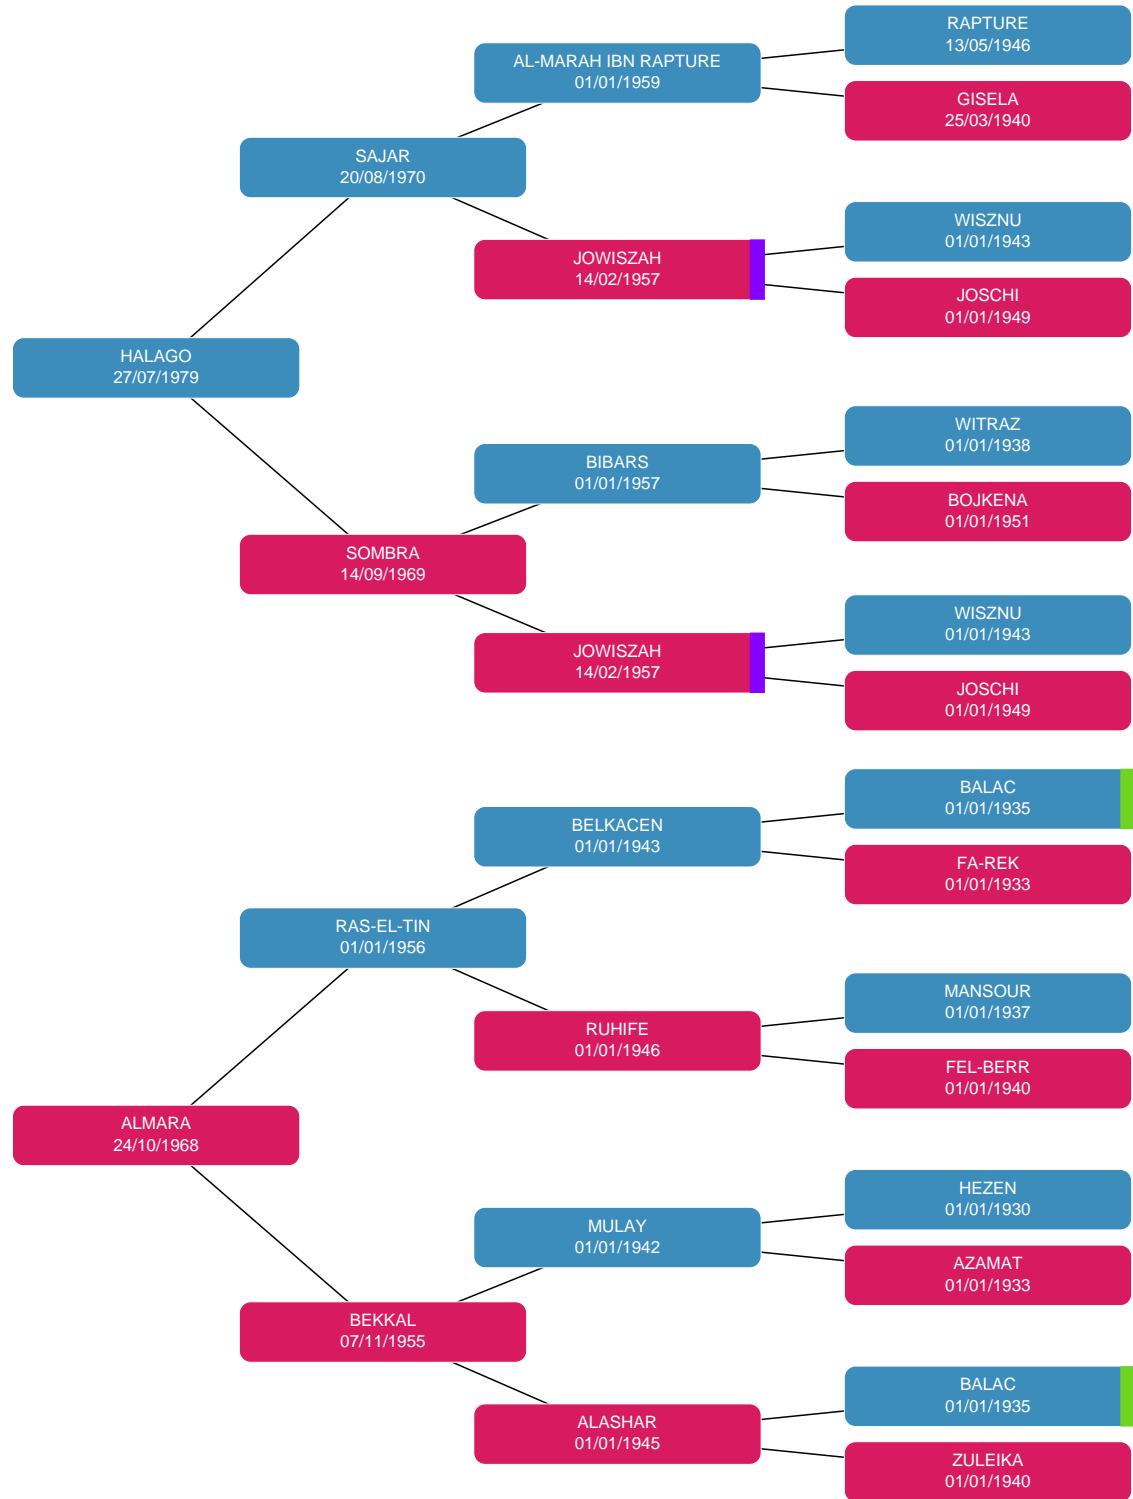 RAPTURE
13/05/1946
AL-MARAH IBN RAPTURE
01/01/1959
GISELA
25/03/1940
SAJAR
20/08/1970
WISZNU
01/01/1943
JOWISZAH
14/02/1957
JOSCHI
01/01/1949
HALAGO
27/07/1979
WITRAZ
01/01/1938
BIBARS
01/01/1957
BOJKENA
01/01/1951
SOMBRA
14/09/1969
WISZNU
01/01/1943
JOWISZAH
14/02/1957
JOSCHI
01/01/1949
BALAC
01/01/1935
BELKACEN
01/01/1943
FA-REK
01/01/1933
RAS-EL-TIN
01/01/1956
MANSOUR
01/01/1937
RUHIFE
01/01/1946
FEL-BERR
01/01/1940
ALMARA
24/10/1968
HEZEN
01/01/1930
MULAY
01/01/1942
AZAMAT
01/01/1933
BEKKAL
07/11/1955
BALAC
01/01/1935
ALASHAR
01/01/1945
ZULEIKA
01/01/1940